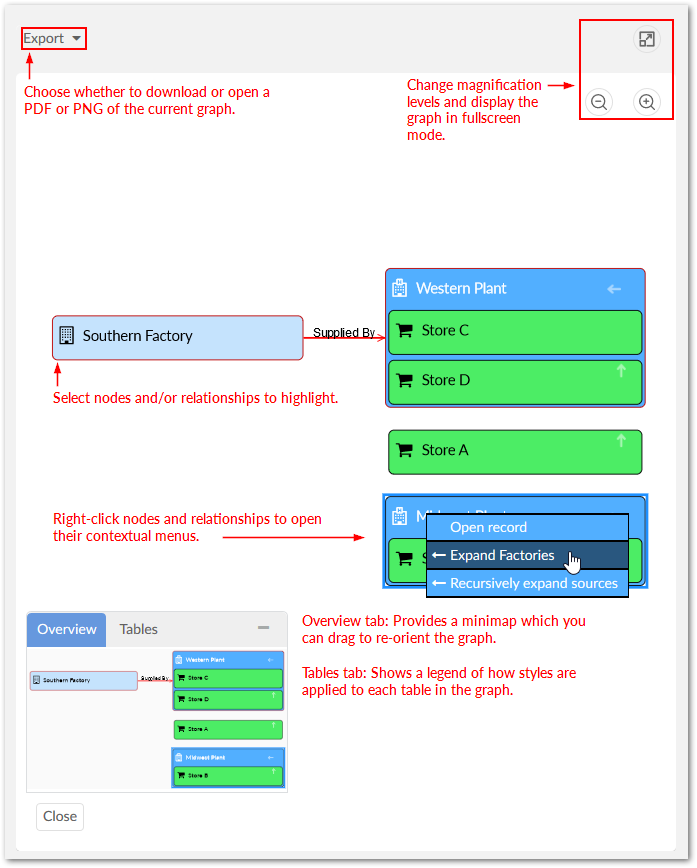 Export
Choose whether to download or open a
PDF or PNG of the current graph.
Change magnification
levels and display the
graph in fullscreen
mode.
Western Plant
Southern Factory
Supplied By
Store C
Store D
Select nodes and/or relationships to highlight.
Store A
Right-click nodes and relationships to open
their contextual menus.
Open record
Expand Factories
Recursively expand sources
Overview
Tables
Overview tab: Provides a minimap which you
can drag to re-orient the graph.
Tables tab: Shows a legend of how styles are
applied to each table in the graph.
Western Plant
Southern Factory
Supplied By
Store C
Store D
Store A
Midwest Plant
Store B
Close